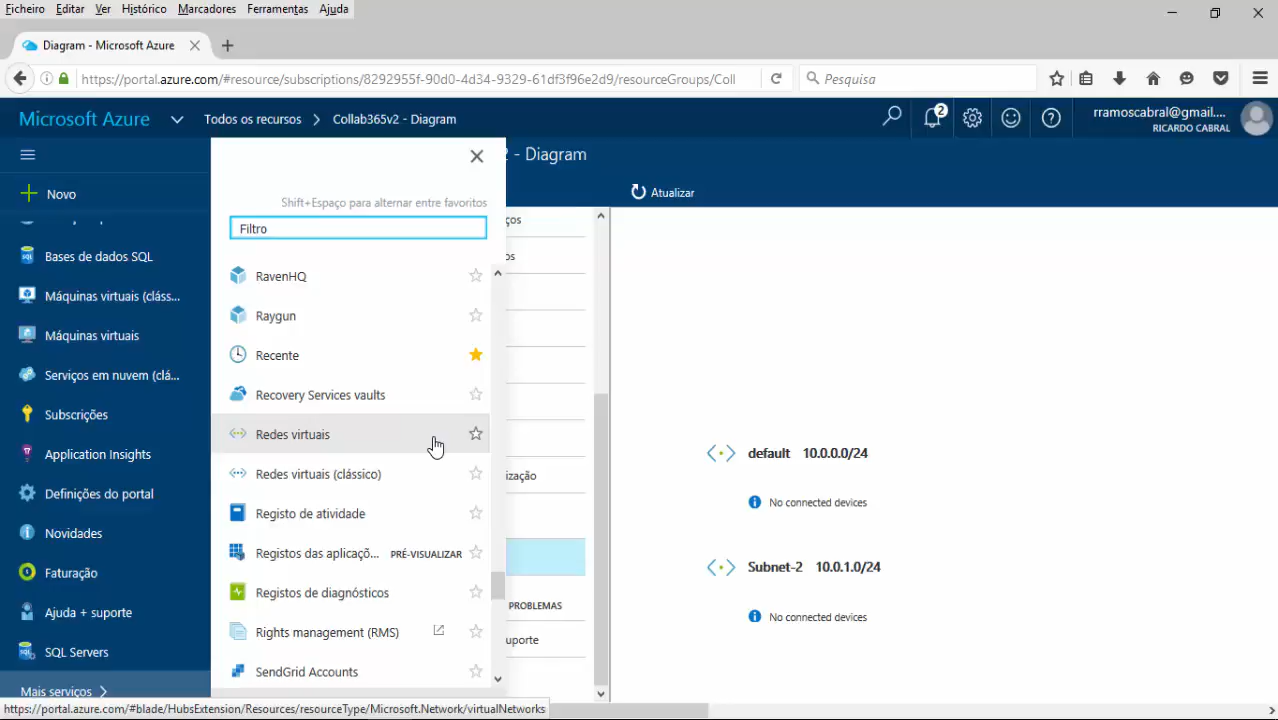 Ficheiro Editar Ver Histórico Marcadores Ferramentas Ajuda
Diagram - Microsoft Azure
https://portal.azure.com/#resource/subscriptions/8292955f-90d0-4d34-9329-61df3f96e2d9/resourceGroups/Coll
Pesquisa
Microsoft Azure
Todos os recursos
Collab365v2 - Diagram
2
rramoscabral@gmail....
RICARDO CABRAL
- Diagram
Novo
Bases de dados SQL
Máquinas virtuais (cláss...
Máquinas virtuais
Serviços em nuvem (clá...
Subscrições
Application Insights
Definições do portal
Novidades
Faturação
Ajuda + suporte
SQL Servers
Mais serviços
Shift+Espaço para alternar entre favoritos
Filtro
RavenHQ
Raygun
Recente
Recovery Services vaults
Redes virtuais
Redes virtuais (clássico)
Registo de atividade
Registos das aplicaçõ... PRÉ-VISUALIZAR
Registos de diagnósticos
Rights management (RMS)
SendGrid Accounts
ços
os
ização
PROBLEMAS
uporte
Atualizar
default 10.0.0.0/24
No connected devices
Subnet-2 10.0.1.0/24
No connected devices
https://portal.azure.com/#blade/HubsExtension/Resources/resourceType/Microsoft.Network/virtualNetworks